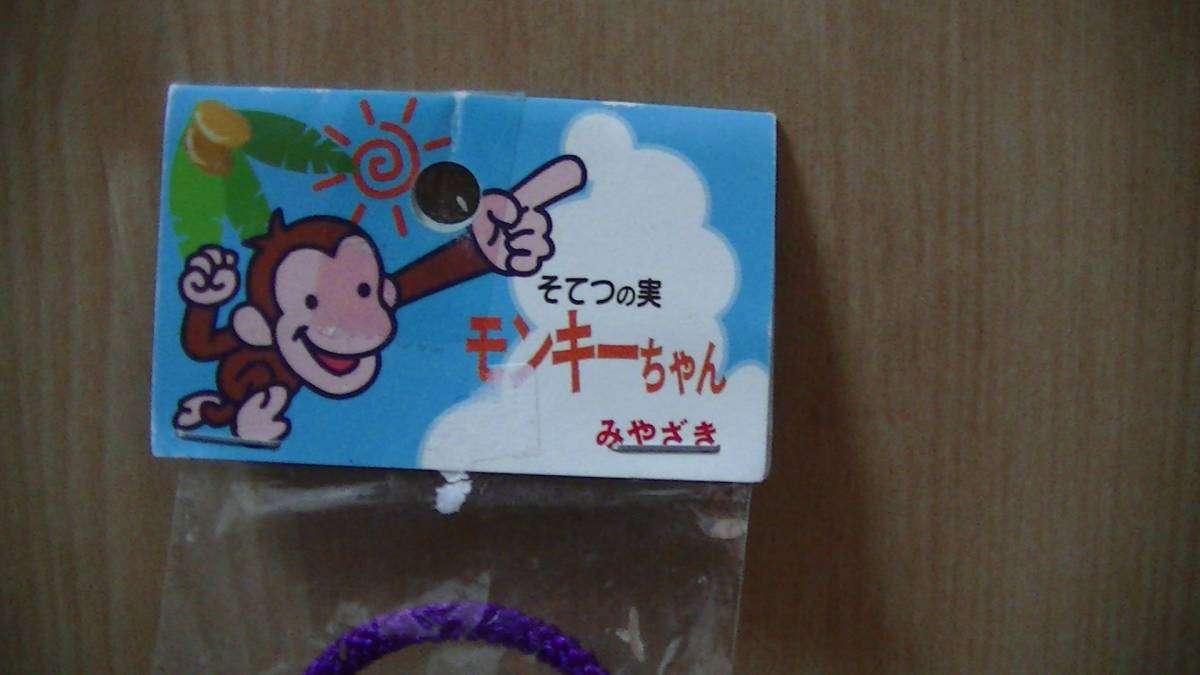 そてつの実
モンキーちゃん
みやざき